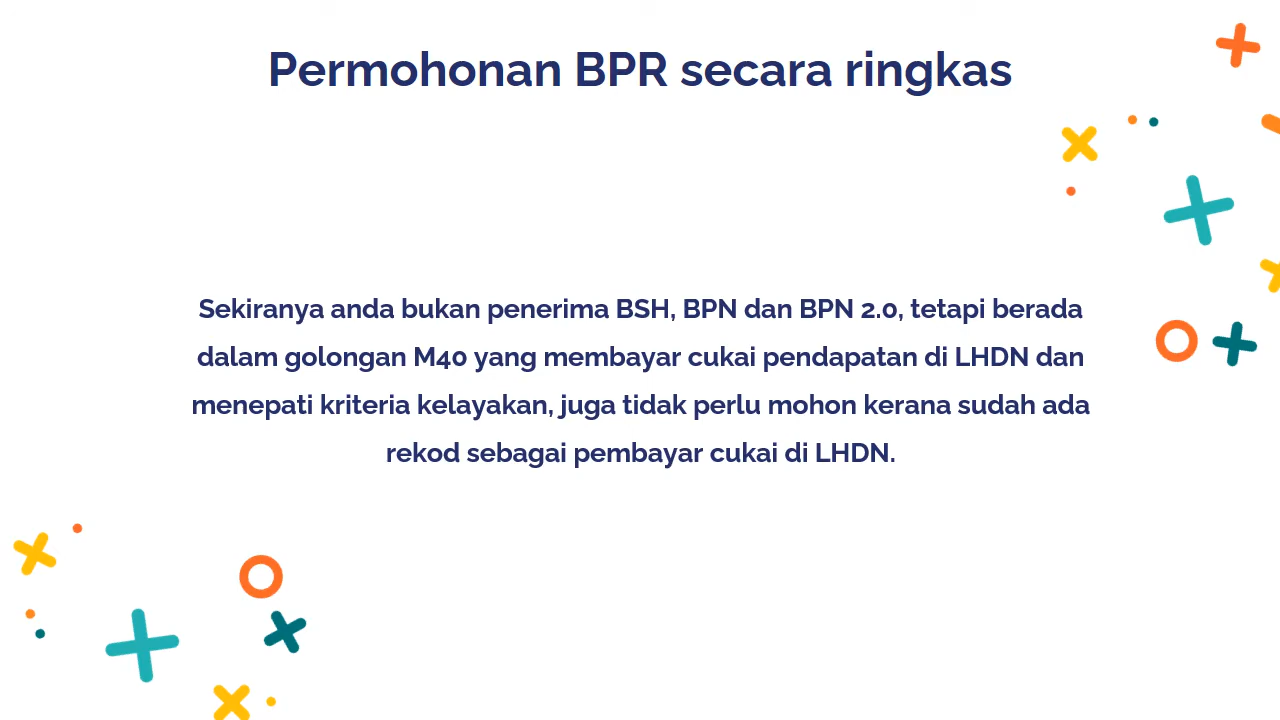 Permohonan BPR secara ringkas
Sekiranya anda bukan penerima BSH, BPN dan BPN 2.0, tetapi berada
dalam golongan M40 yang membayar cukai pendapatan di LHDN dan
menepati kriteria kelayakan, juga tidak perlu mohon kerana sudah ada
rekod sebagai pembayar cukai di LHDN.